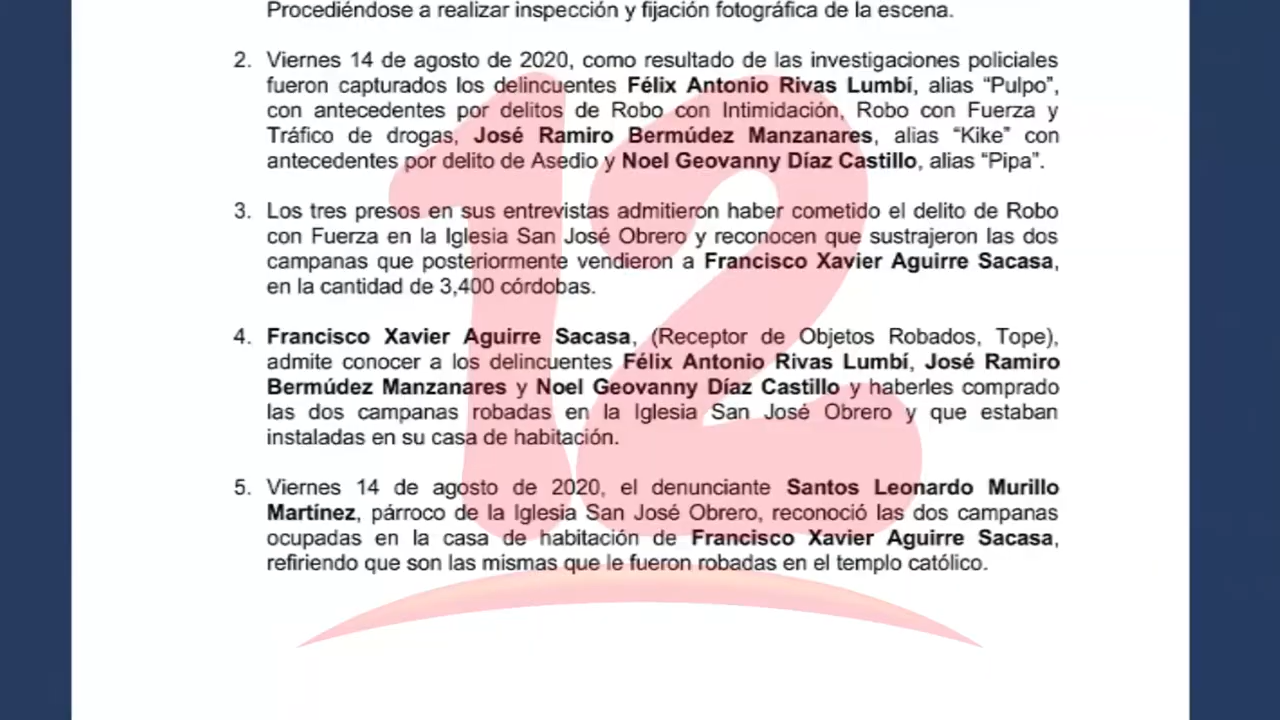 Procediéndose a realizar inspección y fijación fotográfica de la escena.
2. Viernes 14 de agosto de 2020, como resultado de las investigaciones policiales
fueron capturados los delincuentes Félix Antonio Rivas Lumbí, alias “Pulpo”,
con antecedentes por delitos de Robo con Intimidación, Robo con Fuerza y
Tráfico de drogas, José Ramiro Bermúdez Manzanares, alias “Kike” con
antecedentes por delito de Asedio y Noel Geovanny Díaz Castillo, alias “Pipa”.
3. Los tres presos en sus entrevistas admitieron haber cometido el delito de Robo
con Fuerza en la Iglesia San José Obrero y reconocen que sustrajeron las dos
campanas que posteriormente vendieron a Francisco Xavier Aguirre Sacasa,
en la cantidad de 3,400 córdobas.
4. Francisco Xavier Aguirre Sacasa, (Receptor de Objetos Robados, Tope),
admite conocer a los delincuentes Félix Antonio Rivas Lumbí, José Ramiro
Bermúdez Manzanares y Noel Geovanny Díaz Castillo y haberles comprado
las dos campanas robadas en la Iglesia San José Obrero y que estaban
instaladas en su casa de habitación.
5. Viernes 14 de agosto de 2020, el denunciante Santos Leonardo Murillo
Martínez, párroco de la Iglesia San José Obrero, reconoció las dos campanas
ocupadas en la casa de habitación de Francisco Xavier Aguirre Sacasa,
refiriendo que son las mismas que le fueron robadas en el templo católico.
12